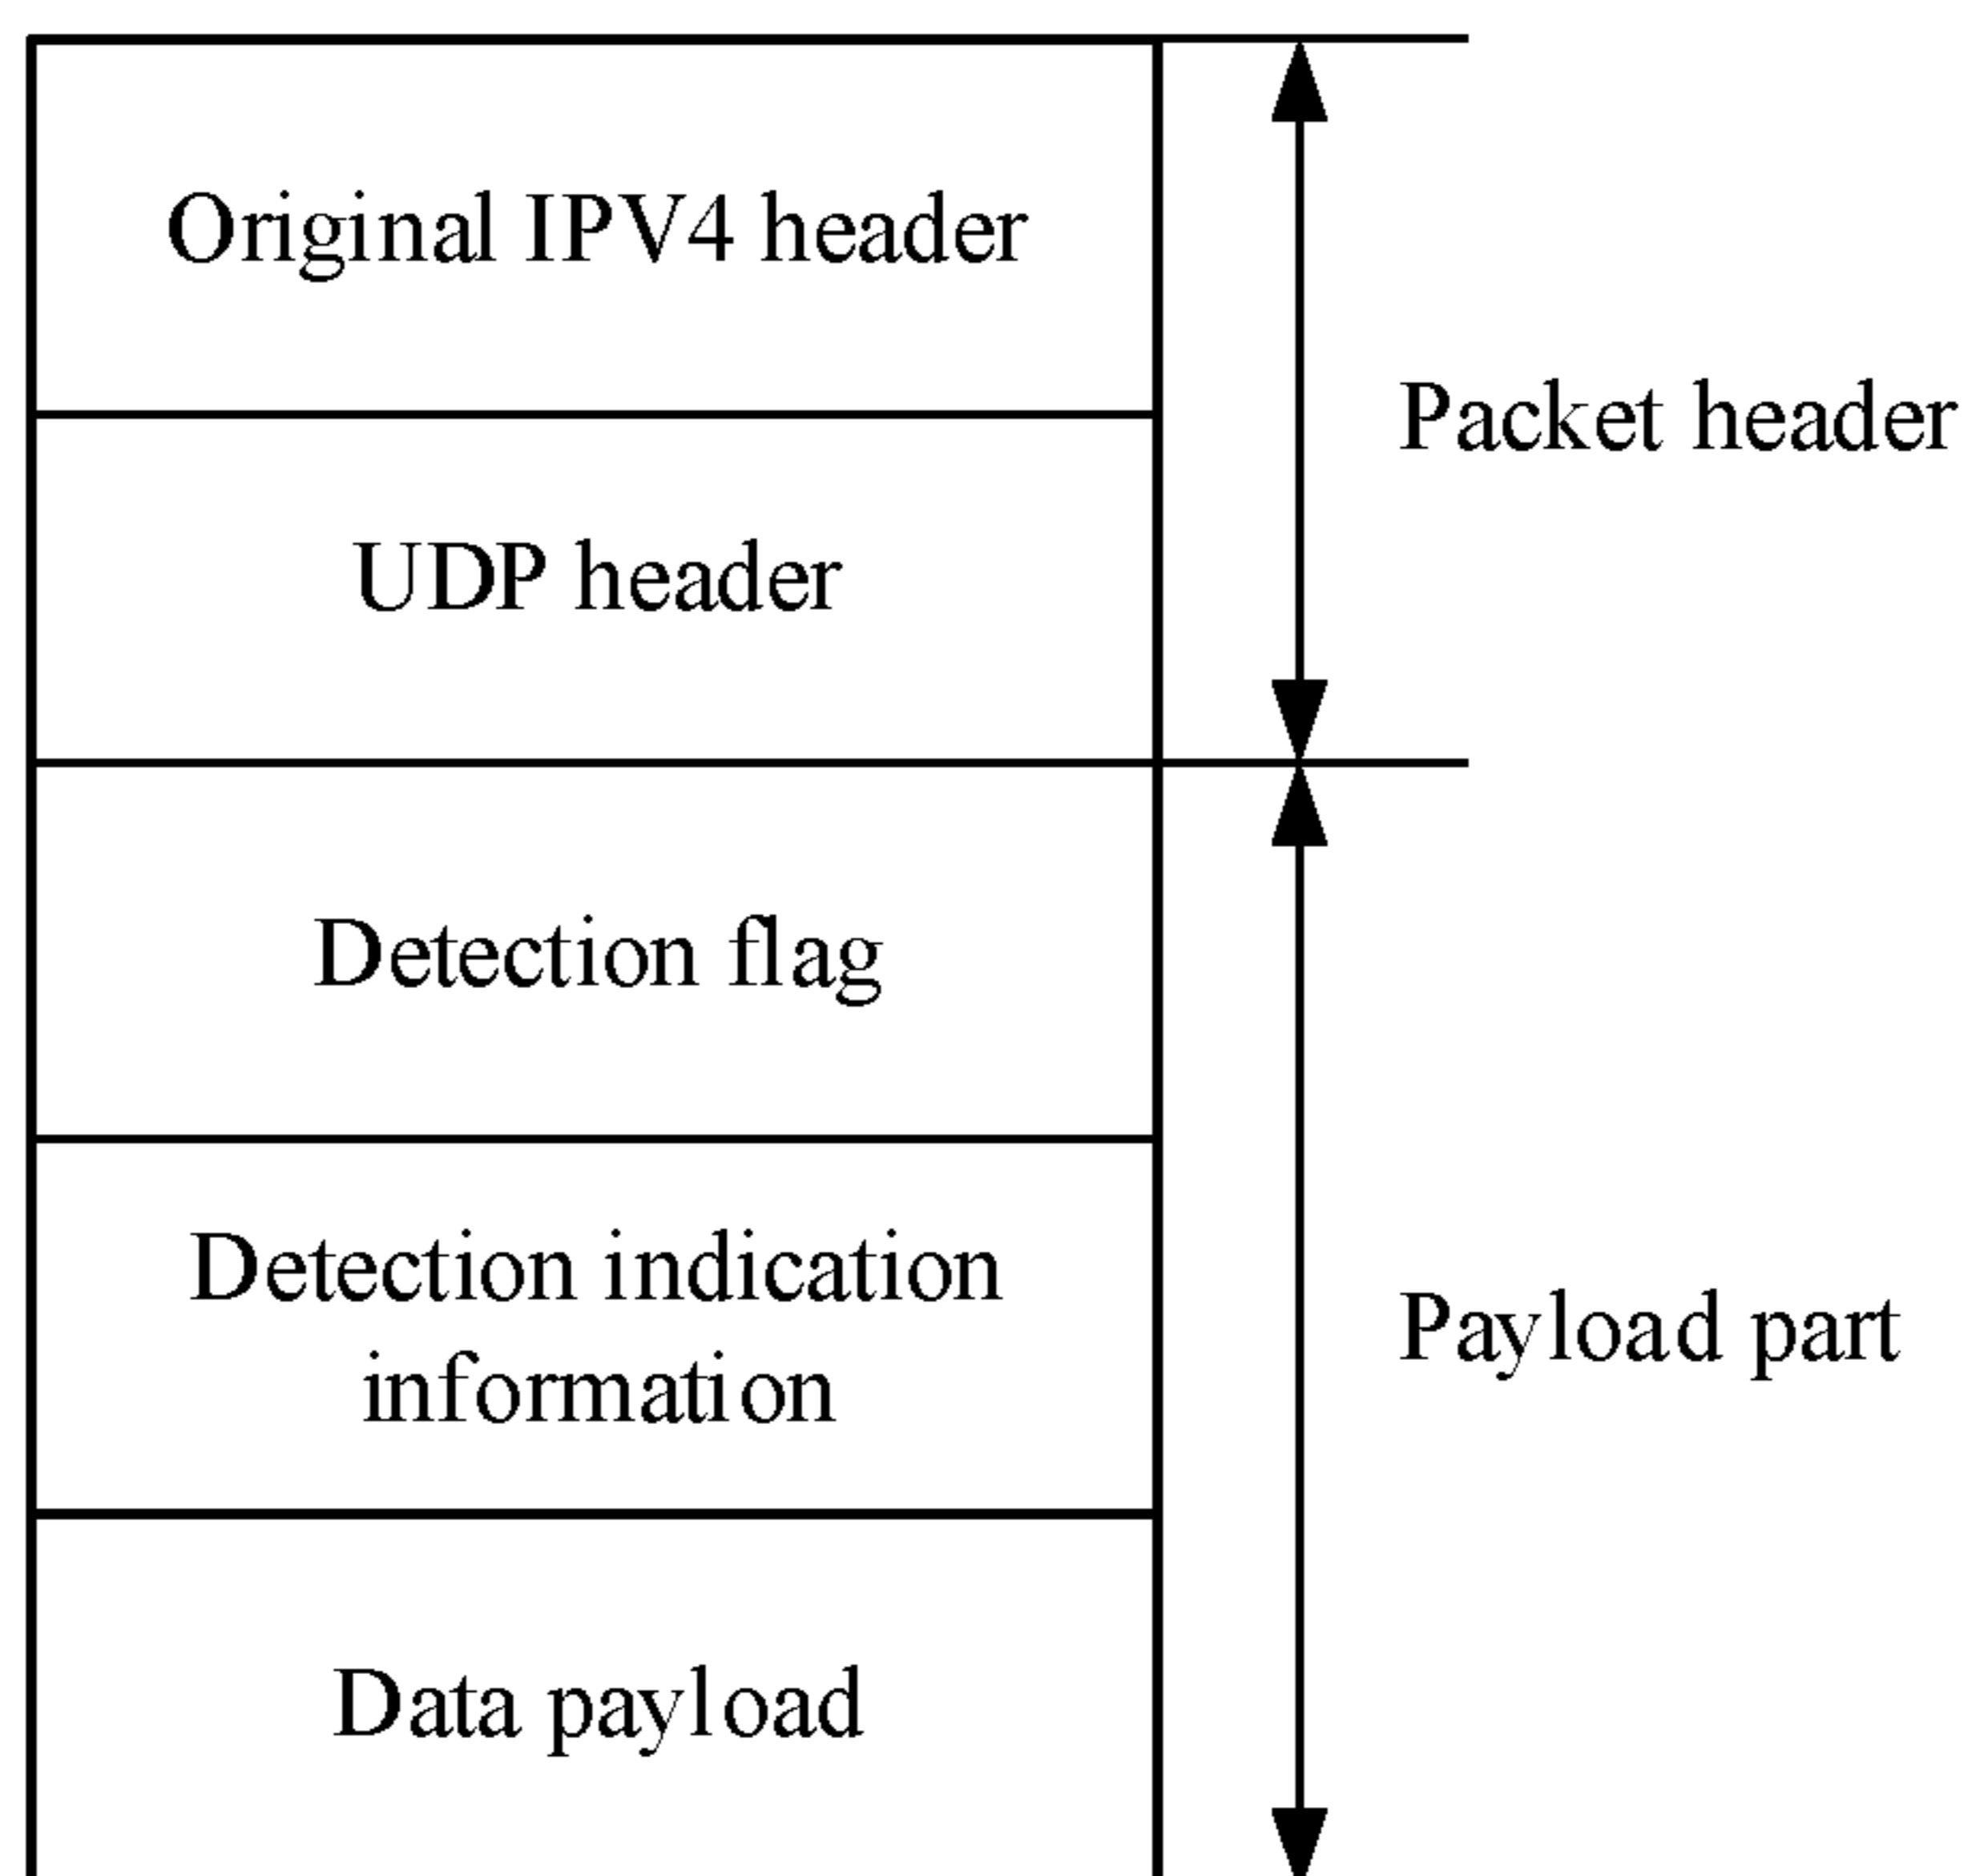 Original IPV4 header
Packet header
UDP header
Detection flag
Detection indication
information
Payload part
Data payload